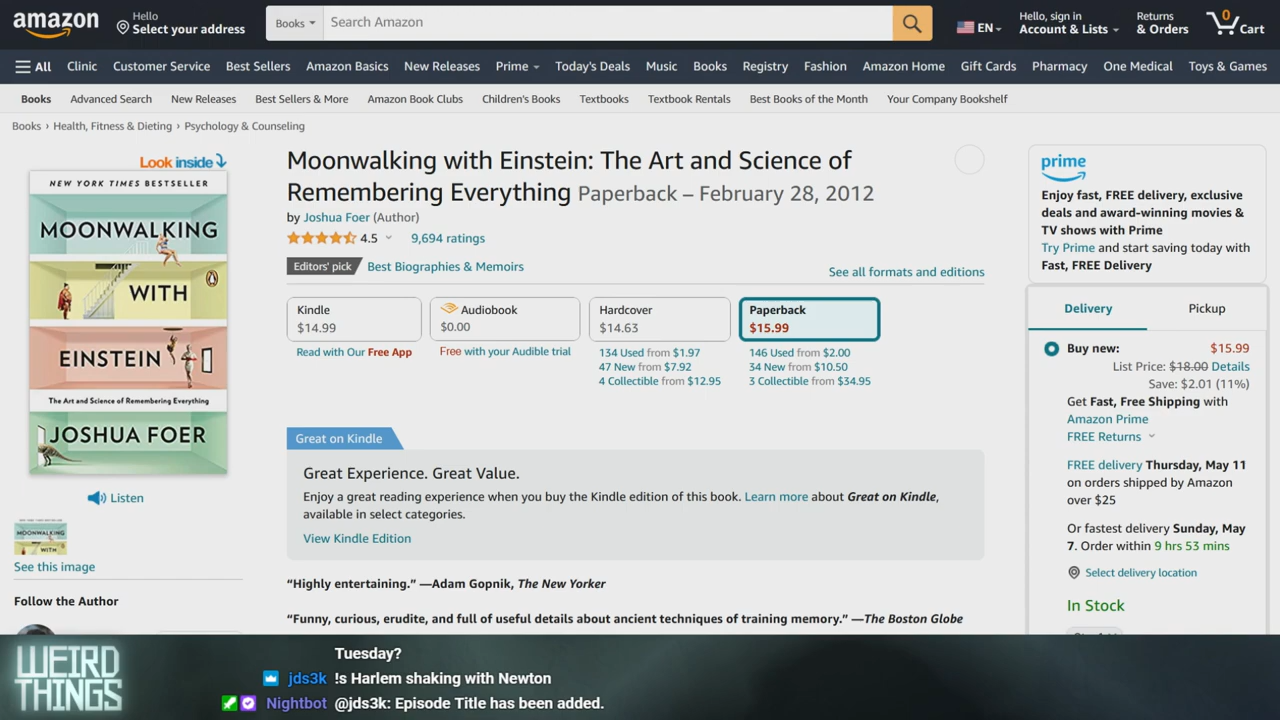 amazon
Hello
Select your address
Books
Search Amazon
EN
Hello, sign in
Account & Lists
Returns
& Orders
0
Cart
All
Clinic
Customer Service
Best Sellers
Amazon Basics
New Releases
Prime
Today's Deals
Music
Books
Registry
Fashion
Amazon Home
Gift Cards
Pharmacy
One Medical
Toys & Games
Books
Advanced Search
New Releases
Best Sellers & More
Amazon Book Clubs
Children's Books
Textbooks
Textbook Rentals
Best Books of the Month
Your Company Bookshelf
Books › Health, Fitness & Dieting › Psychology & Counseling
Look inside
NEW YORK TIMES BESTSELLER
MOONWALKING
WITH
EINSTEIN
The Art and Science of Remembering Everything
JOSHUA FOER
Listen
MOONWALKING
WITH
See this image
Follow the Author
Moonwalking with Einstein: The Art and Science of
Remembering Everything Paperback – February 28, 2012
by Joshua Foer (Author)
4.5
9,694 ratings
Editors' pick
Best Biographies & Memoirs
See all formats and editions
Kindle
$14.99
Read with Our Free App
Audiobook
$0.00
Free with your Audible trial
Hardcover
$14.63
134 Used from $1.97
47 New from $7.92
4 Collectible from $12.95
Paperback
$15.99
146 Used from $2.00
34 New from $10.50
3 Collectible from $34.95
Great on Kindle
Great Experience. Great Value.
Enjoy a great reading experience when you buy the Kindle edition of this book. Learn more about Great on Kindle,
available in select categories.
View Kindle Edition
“Highly entertaining.” —Adam Gopnik, The New Yorker
“Funny, curious, erudite, and full of useful details about ancient techniques of training memory.” —The Boston Globe
prime
Enjoy fast, FREE delivery, exclusive
deals and award-winning movies &
TV shows with Prime
Try Prime and start saving today with
Fast, FREE Delivery
Delivery
Pickup
Buy new:
$15.99
List Price: $18.00 Details
Save: $2.01 (11%)
Get Fast, Free Shipping with
Amazon Prime
FREE Returns
FREE delivery Thursday, May 11
on orders shipped by Amazon
over $25
Or fastest delivery Sunday, May
7. Order within 9 hrs 53 mins
Select delivery location
In Stock
WEIRD
THINGS
Tuesday?
jds3k !s Harlem shaking with Newton
Nightbot @jds3k: Episode Title has been added.